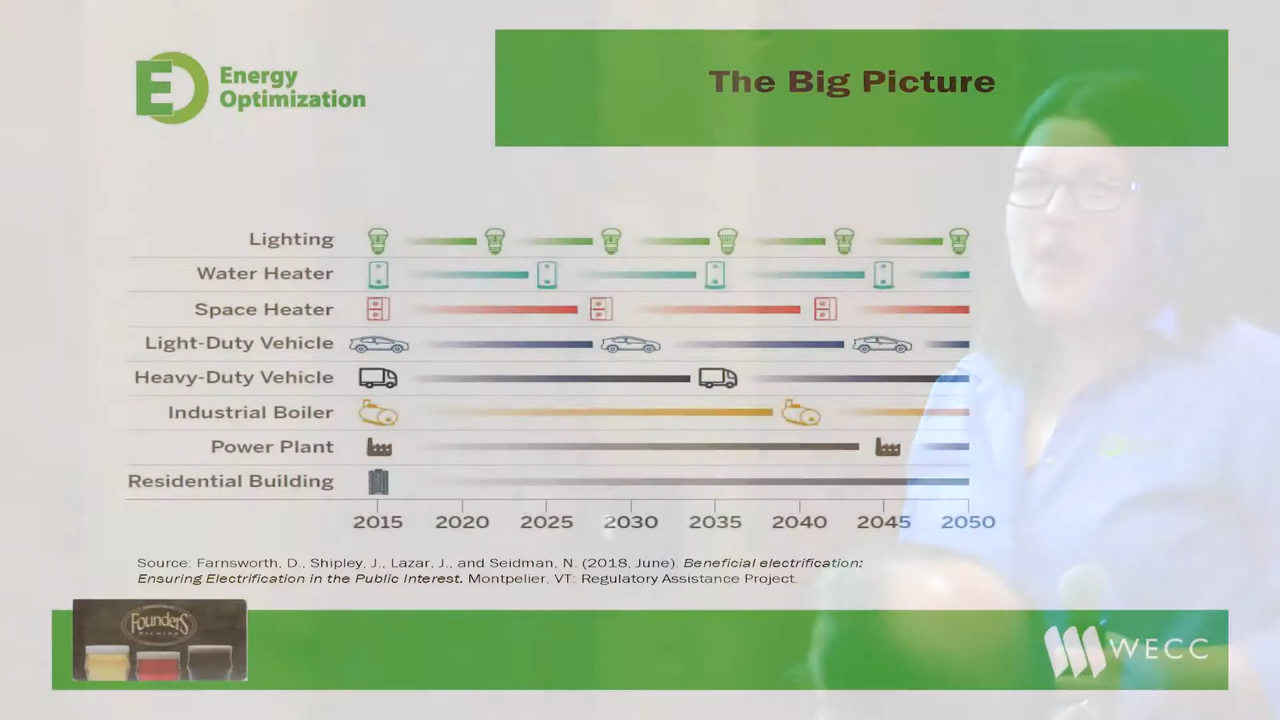 Energy
Optimization
The Big Picture
Lighting
Water Heater
Space Heater
Light-Duty Vehicle
Heavy-Duty Vehicle
Industrial Boiler
Power Plant
Residential Building
2015 2020 2025 2030 2035 2040 2045 2050
Source: Farnsworth, D., Shipley, J., Lazar, J., and Seidman, N. (2018, June). Beneficial electrification:
Ensuring Electrification in the Public Interest. Montpelier, VT: Regulatory Assistance Project.
Founders
BREWING
WECC